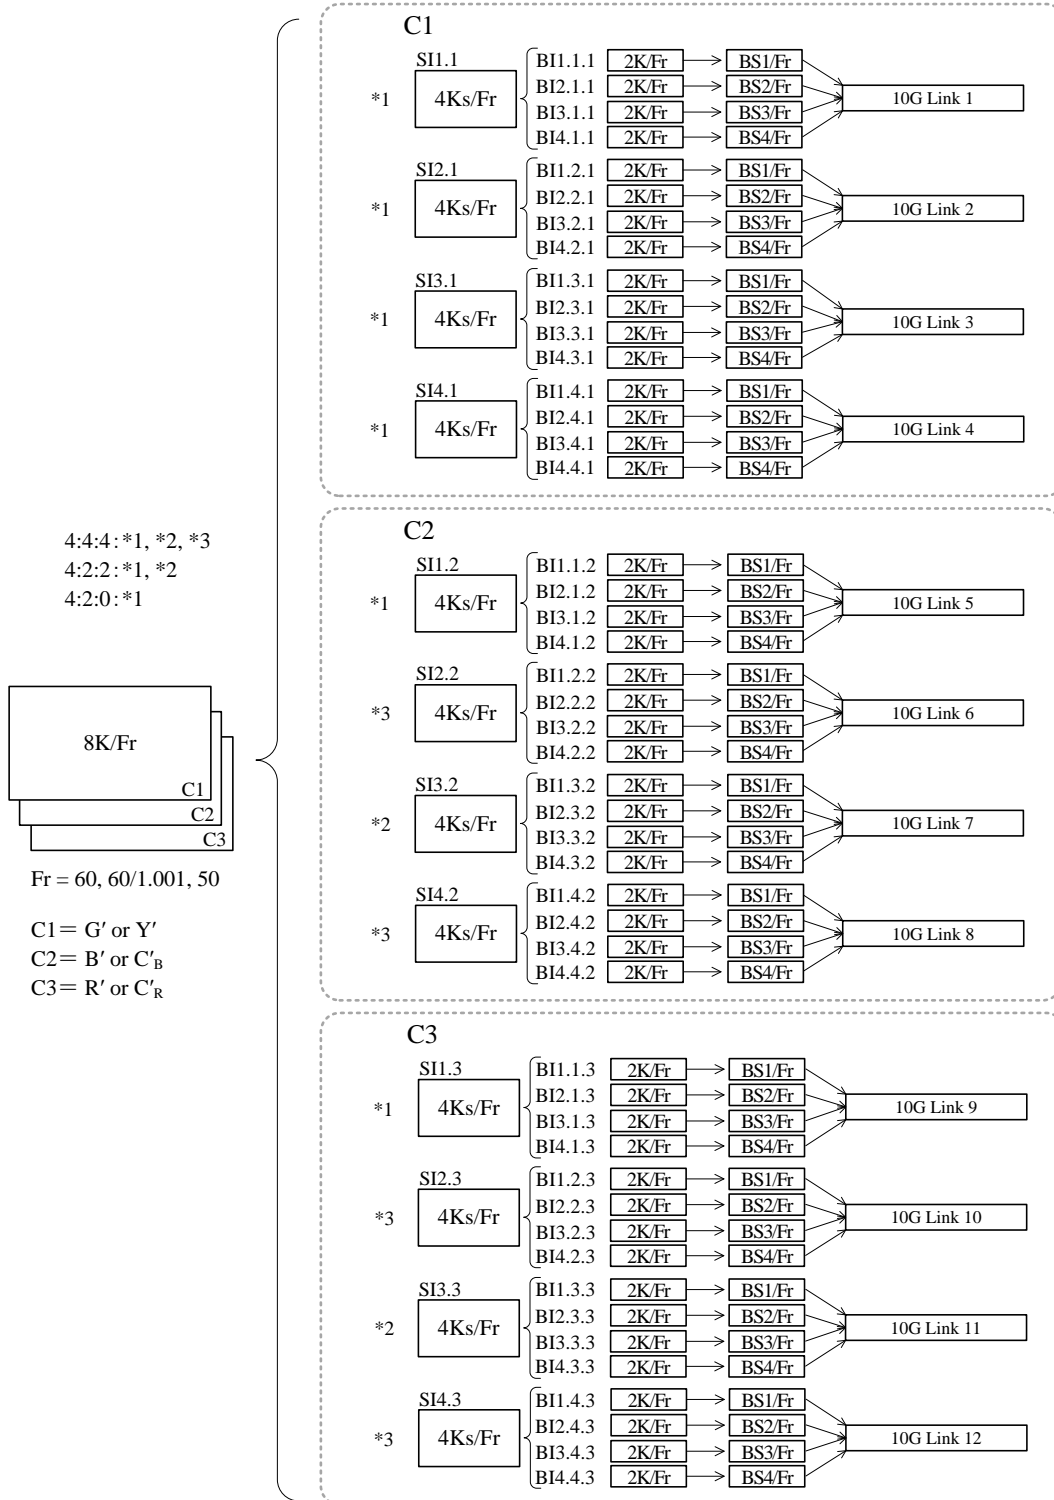 C1
SI1.1
*1
4Ks/Fr
BI1.1.1 2K/Fr BS1/Fr
BI2.1.1 2K/Fr BS2/Fr
BI3.1.1 2K/Fr BS3/Fr
BI4.1.1 2K/Fr BS4/Fr
10G Link 1
SI2.1
*1
4Ks/Fr
BI1.2.1 2K/Fr BS1/Fr
BI2.2.1 2K/Fr BS2/Fr
BI3.2.1 2K/Fr BS3/Fr
BI4.2.1 2K/Fr BS4/Fr
10G Link 2
SI3.1
*1
4Ks/Fr
BI1.3.1 2K/Fr BS1/Fr
BI2.3.1 2K/Fr BS2/Fr
BI3.3.1 2K/Fr BS3/Fr
BI4.3.1 2K/Fr BS4/Fr
10G Link 3
SI4.1
*1
4Ks/Fr
BI1.4.1 2K/Fr BS1/Fr
BI2.4.1 2K/Fr BS2/Fr
BI3.4.1 2K/Fr BS3/Fr
BI4.4.1 2K/Fr BS4/Fr
10G Link 4
4:4:4: *1, *2, *3
4:2:2: *1, *2
4:2:0: *1
8K/Fr
C1
C2
C3
Fr = 60, 60/1.001, 50
C1＝ G′ or Y′
C2＝ B′ or C′B
C3＝ R′ or C′R
C2
SI1.2
*1
4Ks/Fr
BI1.1.2 2K/Fr BS1/Fr
BI2.1.2 2K/Fr BS2/Fr
BI3.1.2 2K/Fr BS3/Fr
BI4.1.2 2K/Fr BS4/Fr
10G Link 5
SI2.2
*3
4Ks/Fr
BI1.2.2 2K/Fr BS1/Fr
BI2.2.2 2K/Fr BS2/Fr
BI3.2.2 2K/Fr BS3/Fr
BI4.2.2 2K/Fr BS4/Fr
10G Link 6
SI3.2
*2
4Ks/Fr
BI1.3.2 2K/Fr BS1/Fr
BI2.3.2 2K/Fr BS2/Fr
BI3.3.2 2K/Fr BS3/Fr
BI4.3.2 2K/Fr BS4/Fr
10G Link 7
SI4.2
*3
4Ks/Fr
BI1.4.2 2K/Fr BS1/Fr
BI2.4.2 2K/Fr BS2/Fr
BI3.4.2 2K/Fr BS3/Fr
BI4.4.2 2K/Fr BS4/Fr
10G Link 8
C3
SI1.3
*1
4Ks/Fr
BI1.1.3 2K/Fr BS1/Fr
BI2.1.3 2K/Fr BS2/Fr
BI3.1.3 2K/Fr BS3/Fr
BI4.1.3 2K/Fr BS4/Fr
10G Link 9
SI2.3
*3
4Ks/Fr
BI1.2.3 2K/Fr BS1/Fr
BI2.2.3 2K/Fr BS2/Fr
BI3.2.3 2K/Fr BS3/Fr
BI4.2.3 2K/Fr BS4/Fr
10G Link 10
SI3.3
*2
4Ks/Fr
BI1.3.3 2K/Fr BS1/Fr
BI2.3.3 2K/Fr BS2/Fr
BI3.3.3 2K/Fr BS3/Fr
BI4.3.3 2K/Fr BS4/Fr
10G Link 11
SI4.3
*3
4Ks/Fr
BI1.4.3 2K/Fr BS1/Fr
BI2.4.3 2K/Fr BS2/Fr
BI3.4.3 2K/Fr BS3/Fr
BI4.4.3 2K/Fr BS4/Fr
10G Link 12